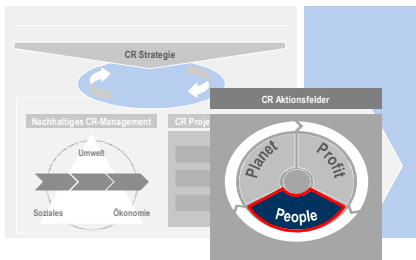 CR Strategie
CR Aktionsfelder
Nachhaltiges CR-Management
CR Proje
Umwelt
Soziales
Ökonomie
Planet
Profit
People